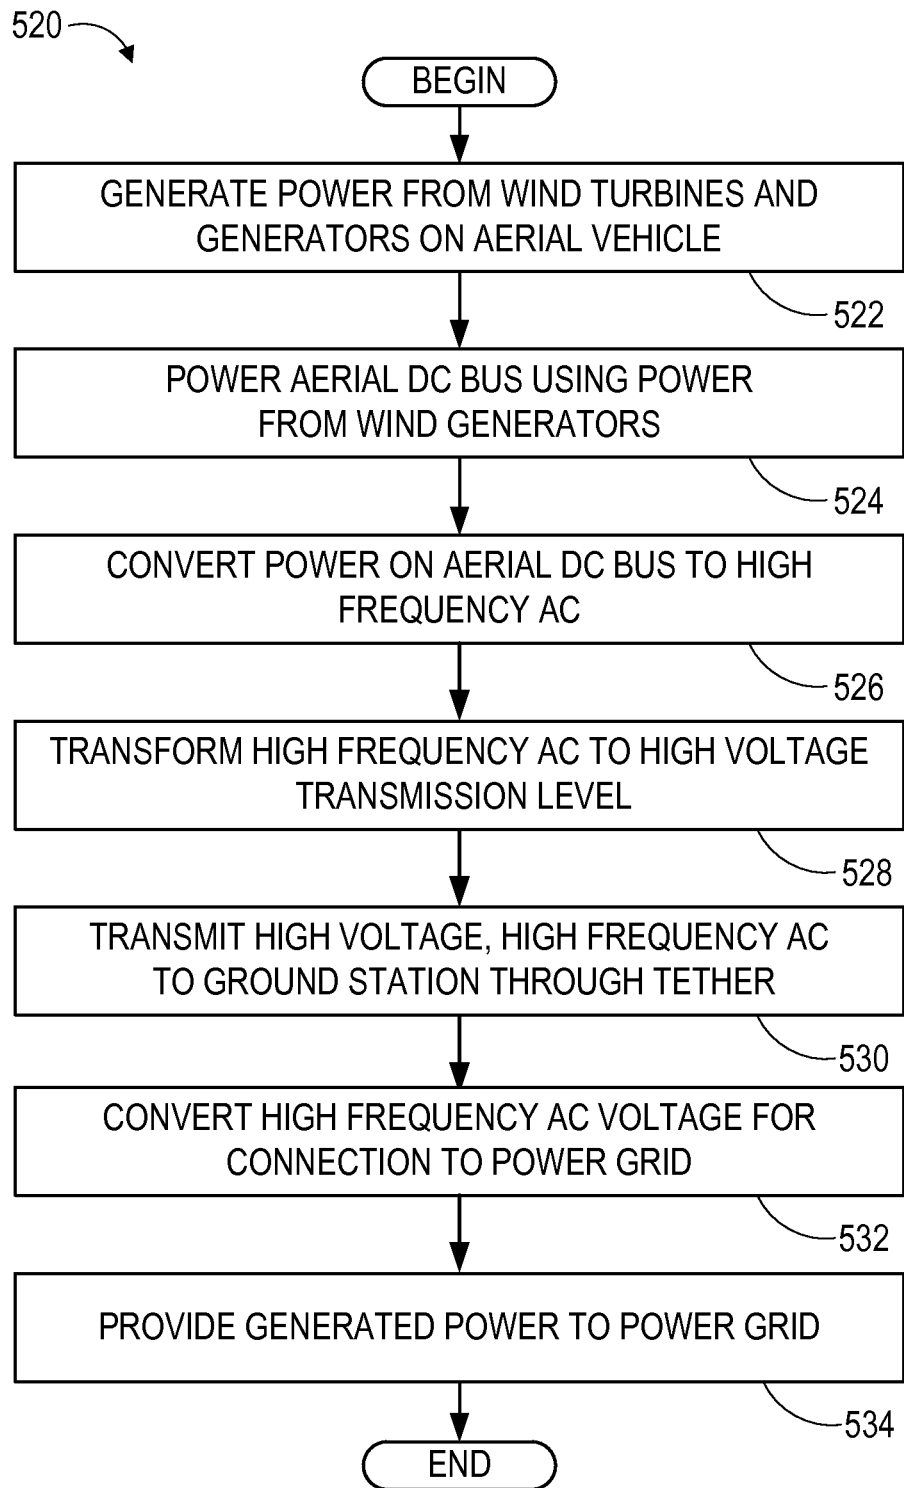 520
BEGIN
GENERATE POWER FROM WIND TURBINES AND
GENERATORS ON AERIAL VEHICLE
522
POWER AERIAL DC BUS USING POWER
FROM WIND GENERATORS
524
CONVERT POWER ON AERIAL DC BUS TO HIGH
FREQUENCY AC
526
TRANSFORM HIGH FREQUENCY AC TO HIGH VOLTAGE
TRANSMISSION LEVEL
528
TRANSMIT HIGH VOLTAGE, HIGH FREQUENCY AC
TO GROUND STATION THROUGH TETHER
530
CONVERT HIGH FREQUENCY AC VOLTAGE FOR
CONNECTION TO POWER GRID
532
PROVIDE GENERATED POWER TO POWER GRID
534
END